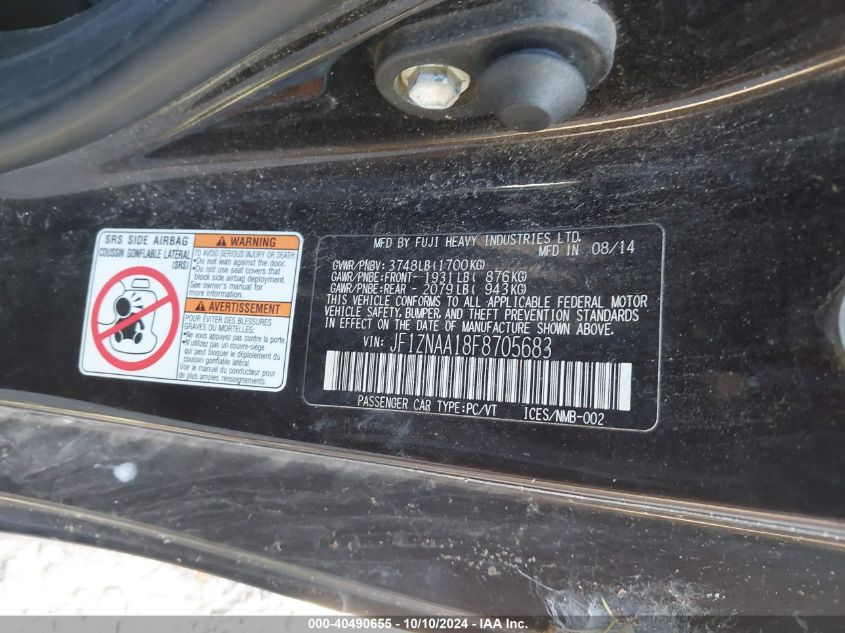 SRS SIDE AIRBAG
COUSSIN GONFLABLE LATÉRAL
(SRS)
WARNING
TO AVOID SERIOUS INJURY OR DEATH:
•Do not lean against the door.
•Do not use seat covers that
block side airbag deployment.
See owner's manual for
more information.
AVERTISSEMENT
POUR ÉVITER DES BLESSURES
GRAVES OU MORTELLES:
•Ne vous appuyez pas contre la porte.
•N'utilisez pas un couvre-siège
qui peut bloquer le déploiement du
coussin gonflable latéral.
Voir le manuel du conducteur pour
de plus amples renseignements.
MFD BY FUJI HEAVY INDUSTRIES LTD.
MFD IN 08/14
GVWR/PNBV: 3748LB(1700KG)
GAWR/PNBE:FRONT- 1931LB( 876KG)
GAWR/PNBE:REAR - 2079LB( 943KG)
THIS VEHICLE CONFORMS TO ALL APPLICABLE FEDERAL MOTOR
VEHICLE SAFETY, BUMPER, AND THEFT PREVENTION STANDARDS
IN EFFECT ON THE DATE OF MANUFACTURE SHOWN ABOVE.
VIN: JF1ZNAA18F8705683
PASSENGER CAR TYPE:PC/VT ICES/NMB-002
000-40490655 - 10/10/2024 - IAAI.com